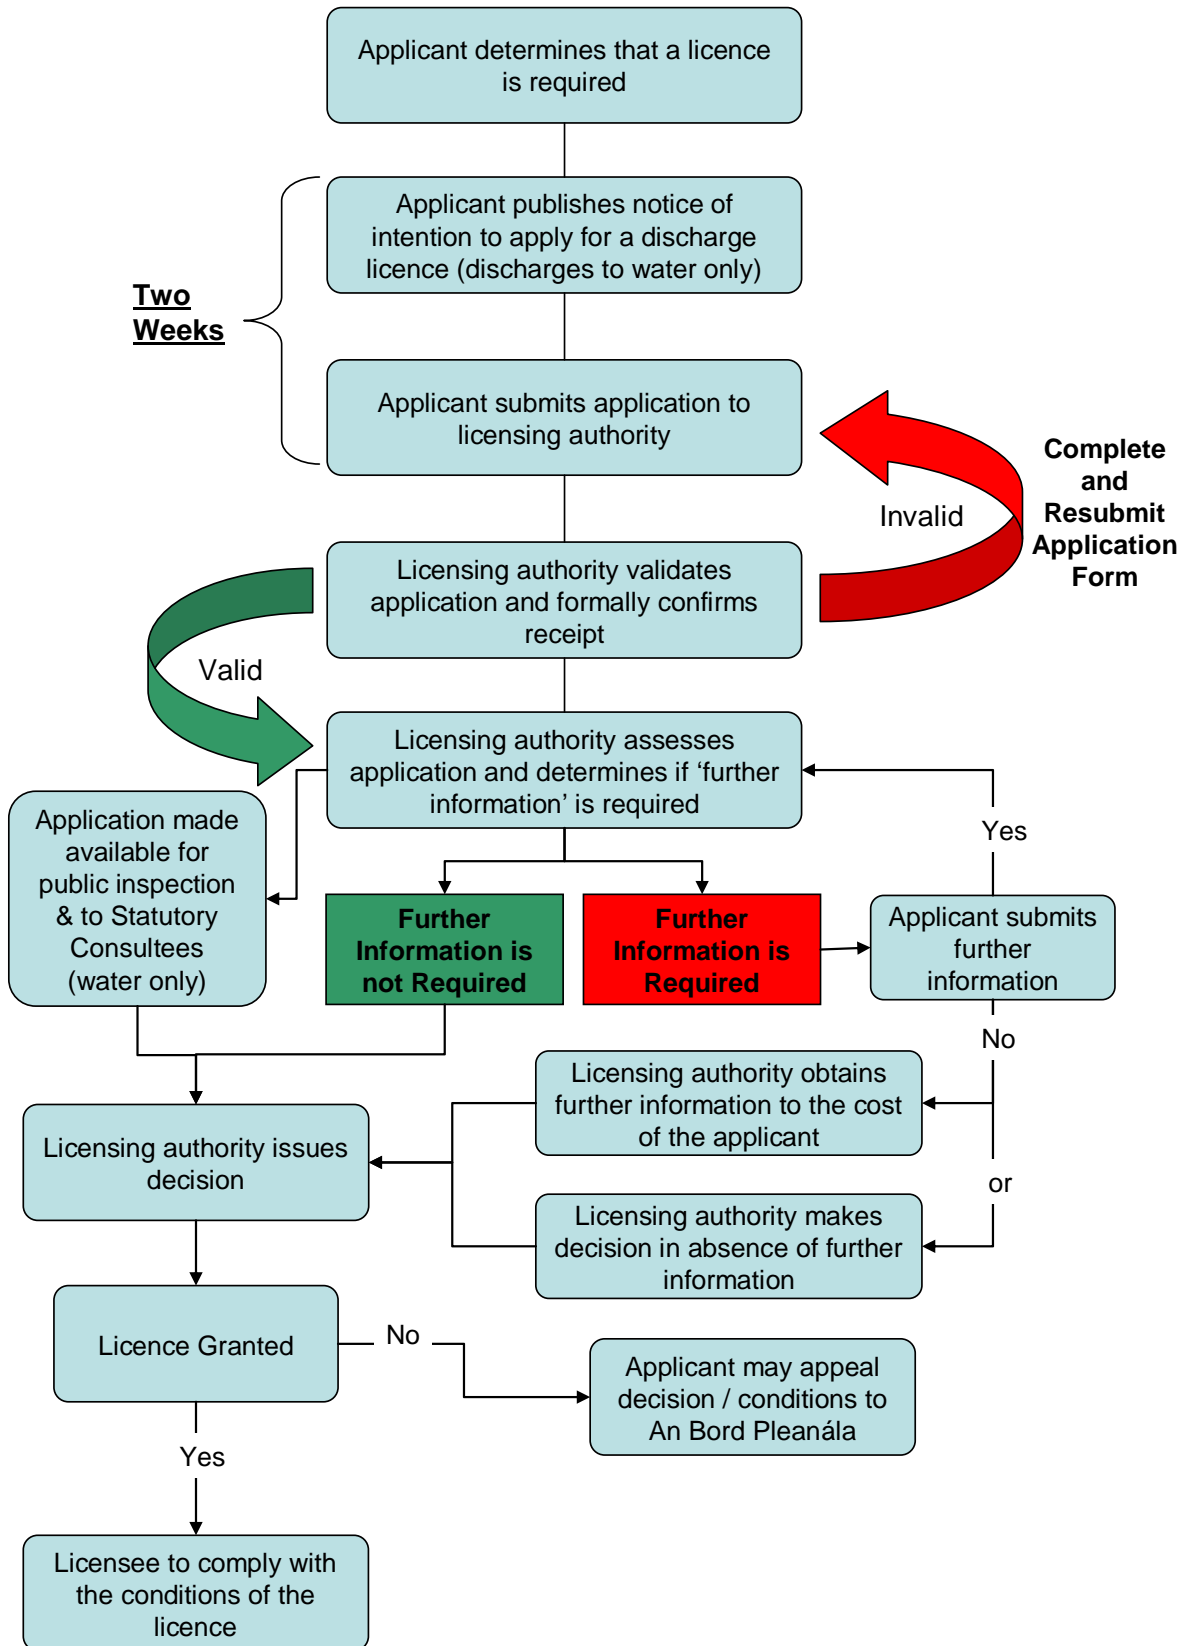 Applicant determines that a licence
is required
Applicant publishes notice of
intention to apply for a discharge
licence (discharges to water only)
Two
Weeks
Applicant submits application to
licensing authority
Complete
and
Resubmit
Application
Form
Invalid
Licensing authority validates
application and formally confirms
receipt
Valid
Licensing authority assesses
application and determines if ‘further
information’ is required
Application made
available for
public inspection
& to Statutory
Consultees
(water only)
Yes
Further
Information is
not Required
Further
Information is
Required
Applicant submits
further
information
No
Licensing authority obtains
further information to the cost
of the applicant
or
Licensing authority makes
decision in absence of further
information
Licensing authority issues
decision
Licence Granted
No
Applicant may appeal
decision / conditions to
An Bord Pleanála
Yes
Licensee to comply with
the conditions of the
licence